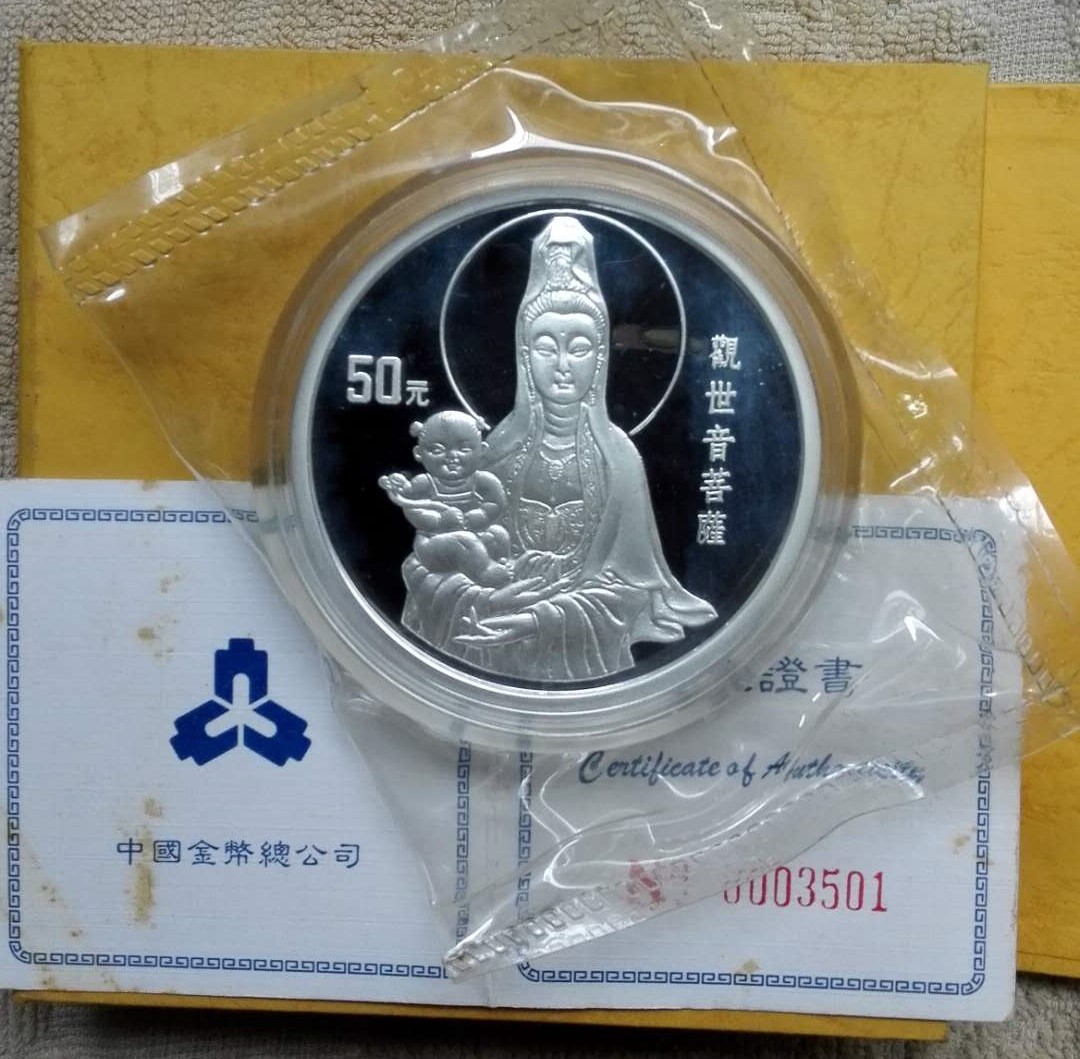 50元
觀世音菩薩
證書
Certificate of Authenticity
中國金幣總公司
0003501